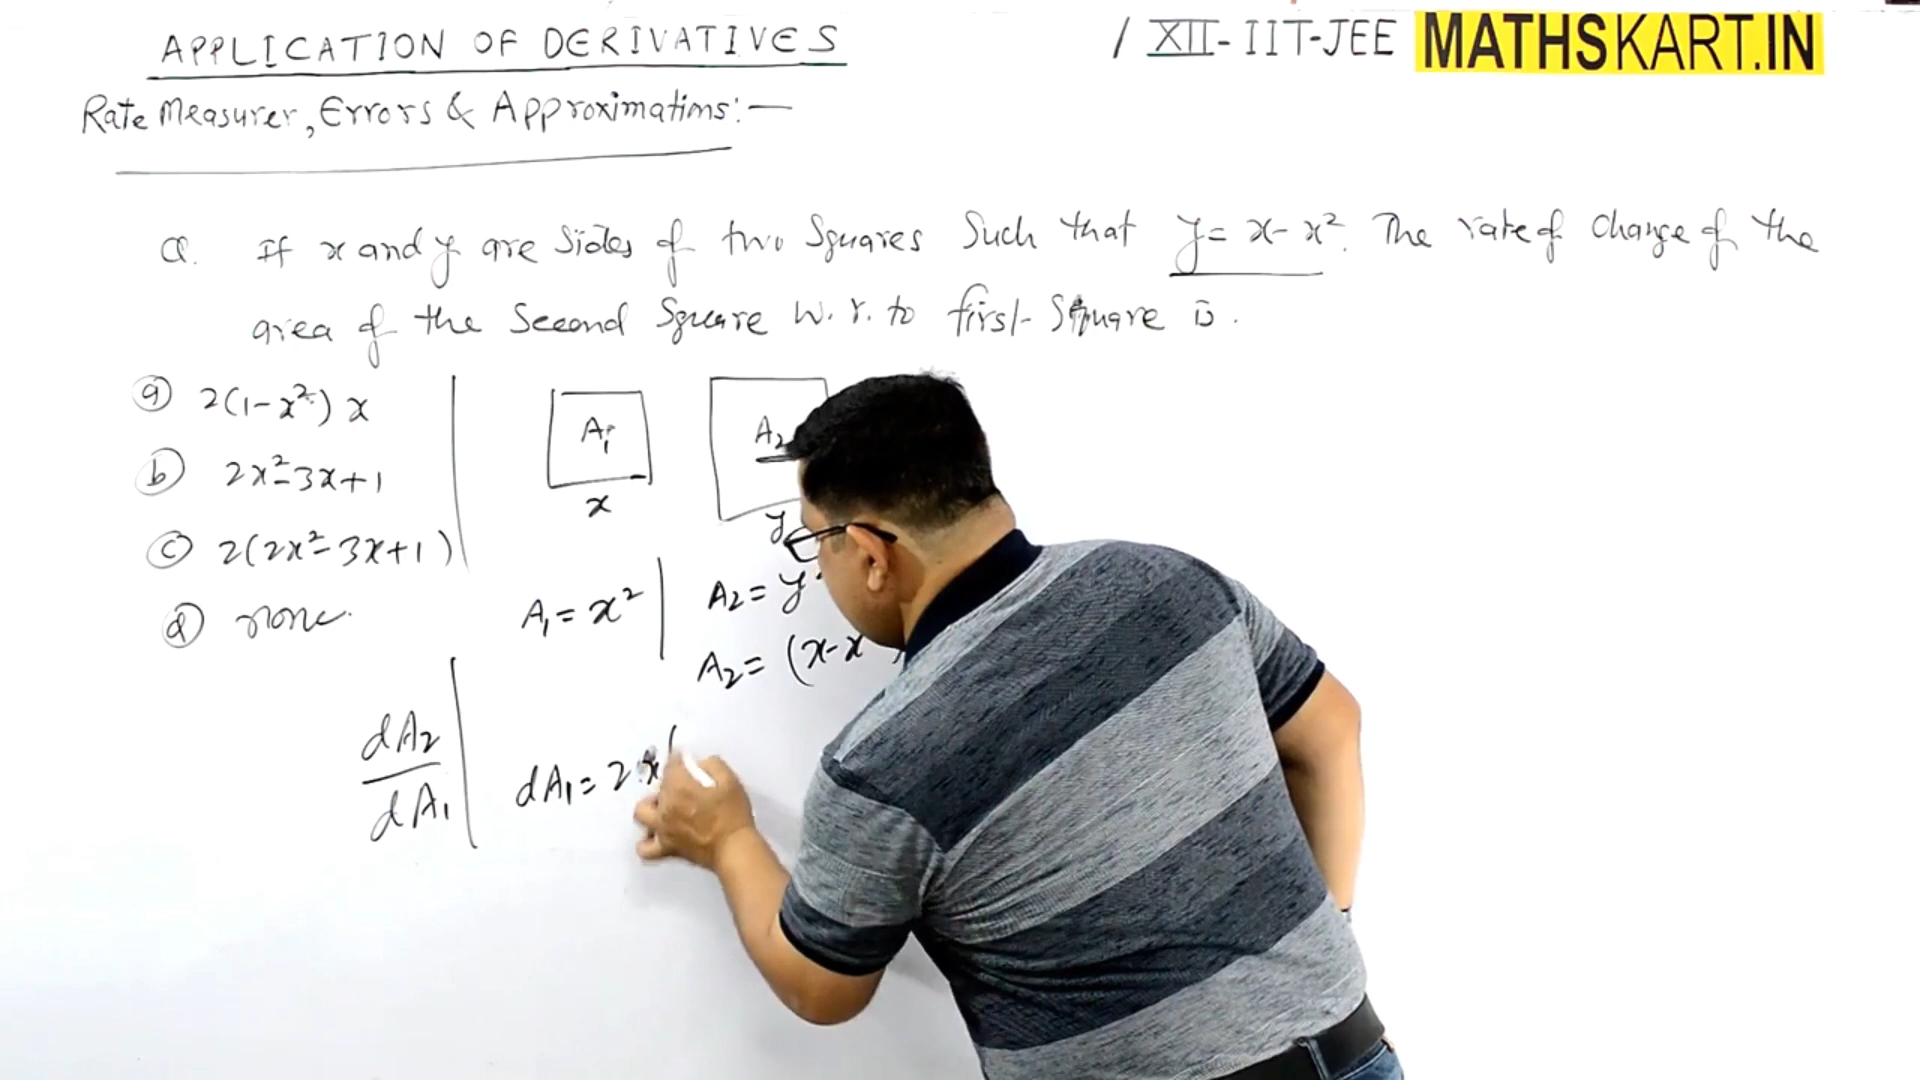 APPLICATION OF DERIVATIVES / XII-IIT-JEE MATHSKART.IN
Rate Measurer, Errors & Approximations:—
Q. If x and y are sides of two Squares Such that y = x - x². The rate of change of the
area of the Second Square w.r.to first Square is.
(a) 2(1-x²)x
(b) 2x²-3x+1
(c) 2(2x²-3x+1)
(d) none.
A₁
x
A₂
y
A₁ = x²
A₂ = y
A₂ = (x-x
dA₂
dA₁
dA₁ = 2x